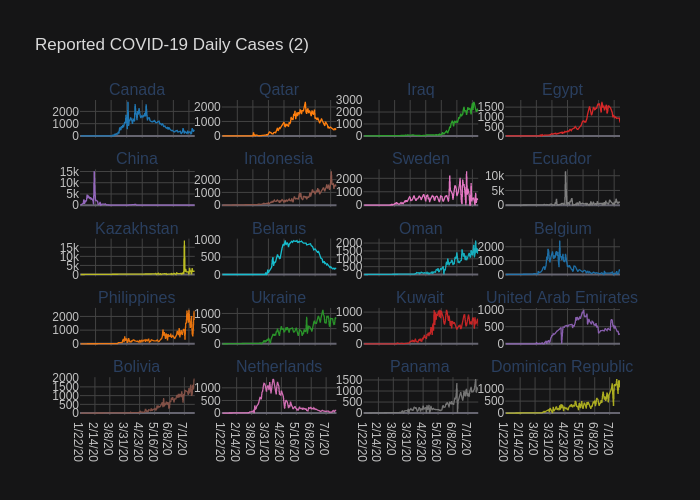 Reported COVID-19 Daily Cases (2)
Canada Qatar Iraq Egypt
2000 1000 0
2000 1000 0
3000 2000 1000 0
1500 1000 500 0
China Indonesia Sweden Ecuador
15k 10k 5k 0
2000 1000 0
2000 1000 0
10k 5k 0
Kazakhstan Belarus Oman Belgium
15k 10k 5k 0
1000 500 0
2000 1500 1000 500 0
2000 1000 0
Philippines Ukraine Kuwait United Arab Emirates
2000 1000 0
1000 500 0
1000 500 0
1000 500 0
Bolivia Netherlands Panama Dominican Republic
2000 1500 1000 500 0
1000 500 0
1500 1000 500 0
1000 500 0
1/22/20 2/14/20 3/8/20 3/31/20 4/23/20 5/16/20 6/8/20 7/1/20
1/22/20 2/14/20 3/8/20 3/31/20 4/23/20 5/16/20 6/8/20 7/1/20
1/22/20 2/14/20 3/8/20 3/31/20 4/23/20 5/16/20 6/8/20 7/1/20
1/22/20 2/14/20 3/8/20 3/31/20 4/23/20 5/16/20 6/8/20 7/1/20